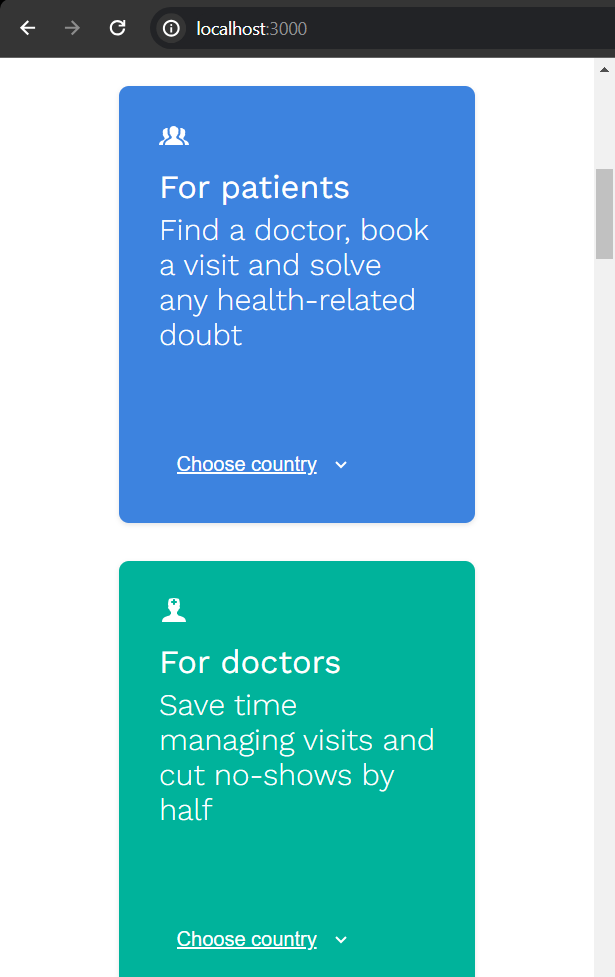 localhost:3000
For patients
Find a doctor, book
a visit and solve
any health-related
doubt
Choose country
For doctors
Save time
managing visits and
cut no-shows by
half
Choose country